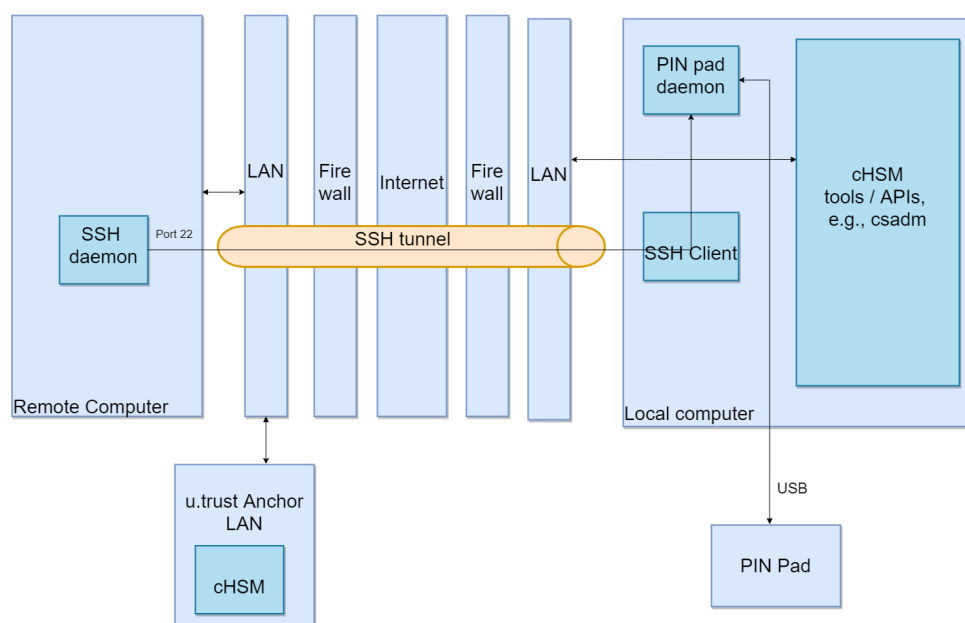 PIN pad
daemon
LAN
Fire
wall
Internet
Fire
wall
LAN
cHSM
tools / APIs,
e.g., csadm
SSH
daemon
Port 22
SSH tunnel
SSH Client
Remote Computer
Local computer
u.trust Anchor
LAN
cHSM
USB
PIN Pad